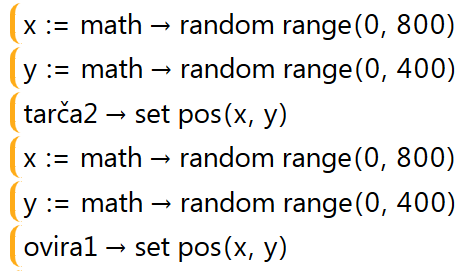 x := math → random range(0, 800)
y := math → random range(0, 400)
tarča2 → set pos(x, y)
x := math → random range(0, 800)
y := math → random range(0, 400)
ovira1 → set pos(x, y)